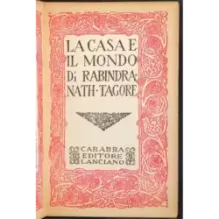 LA CASA E
IL MONDO
Di RABINDRA-
NATH·TAGORE
CARABBA
EDITORE
LANCIANO